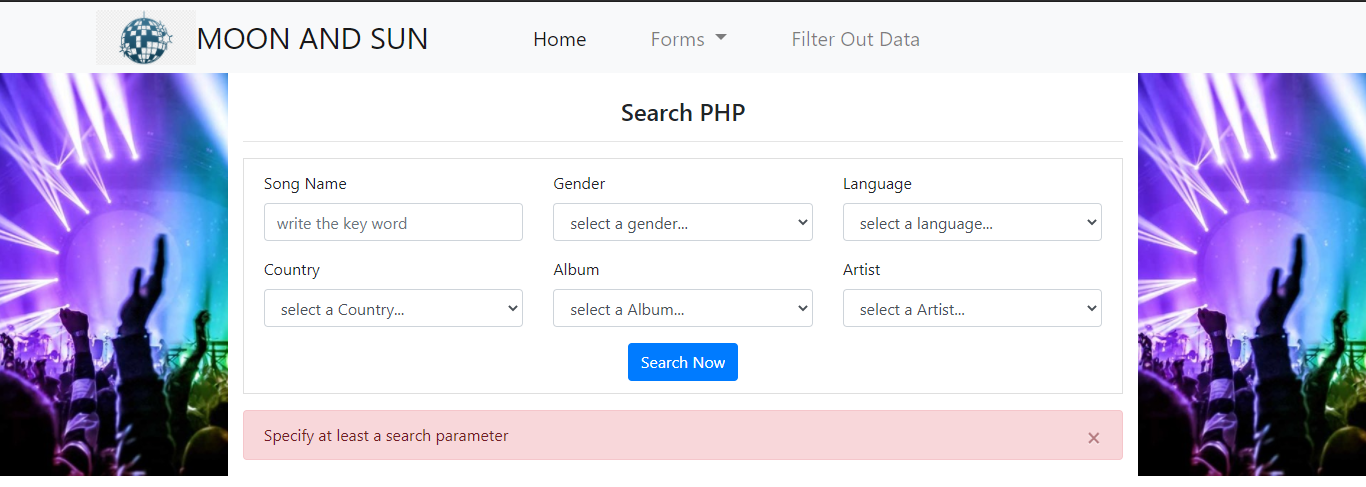 MOON AND SUN Home Forms Filter Out Data
Search PHP
Song Name Gender Language
write the key word select a gender... select a language...
Country Album Artist
select a Country... select a Album... select a Artist...
Search Now
Specify at least a search parameter ×